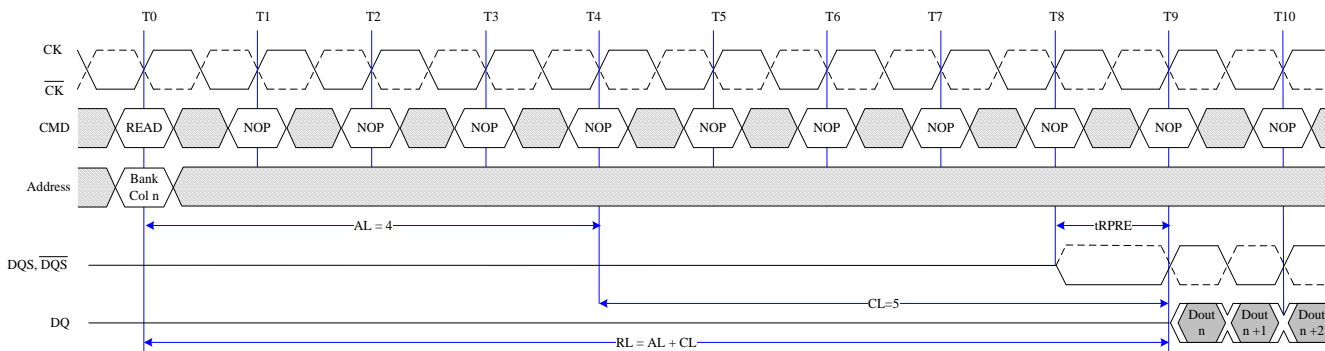 T0 T1 T2 T3 T4 T5 T6 T7 T8 T9 T10
CK
CK
CMD READ NOP NOP NOP NOP NOP NOP NOP NOP NOP NOP
Address Bank
Col n
AL = 4 tRPRE
DQS, DQS
CL=5
DQ Dout Dout Dout
n n +1 n +2
RL = AL + CL